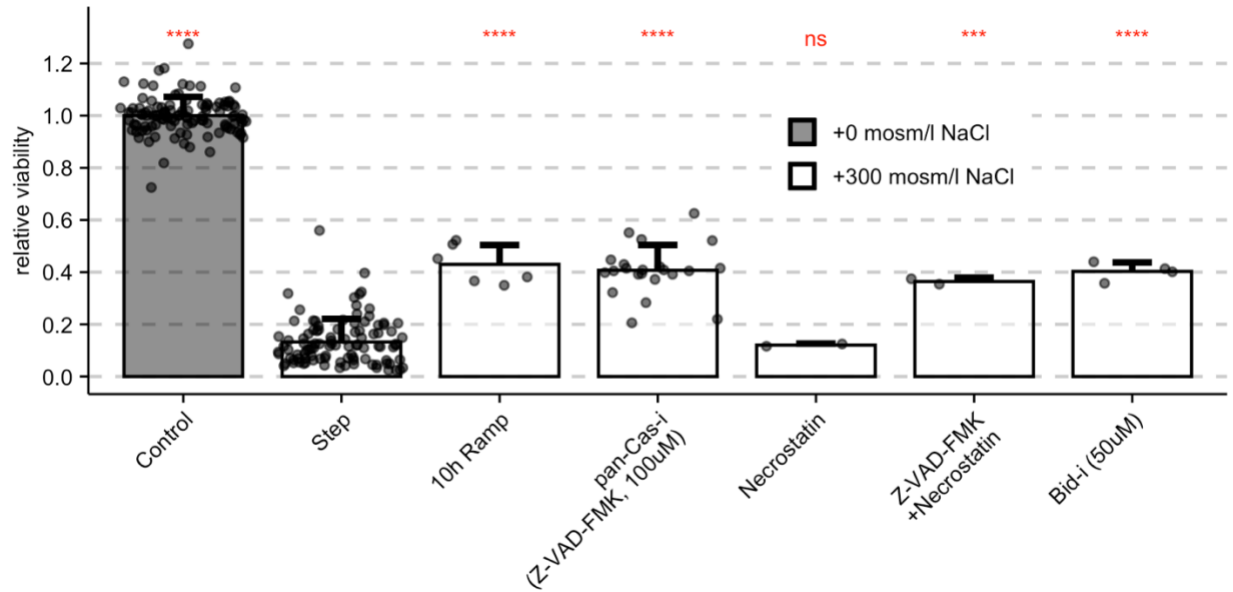 **** **** **** ns *** ****
1.2
1.0
0.8
0.6
0.4
0.2
0.0
relative viability
+0 mosm/l NaCl
+300 mosm/l NaCl
Control
Step
10h Ramp
pan-Cas-i
(Z-VAD-FMK, 100uM)
Necrostatin
Z-VAD-FMK
+Necrostatin
Bid-i (50uM)